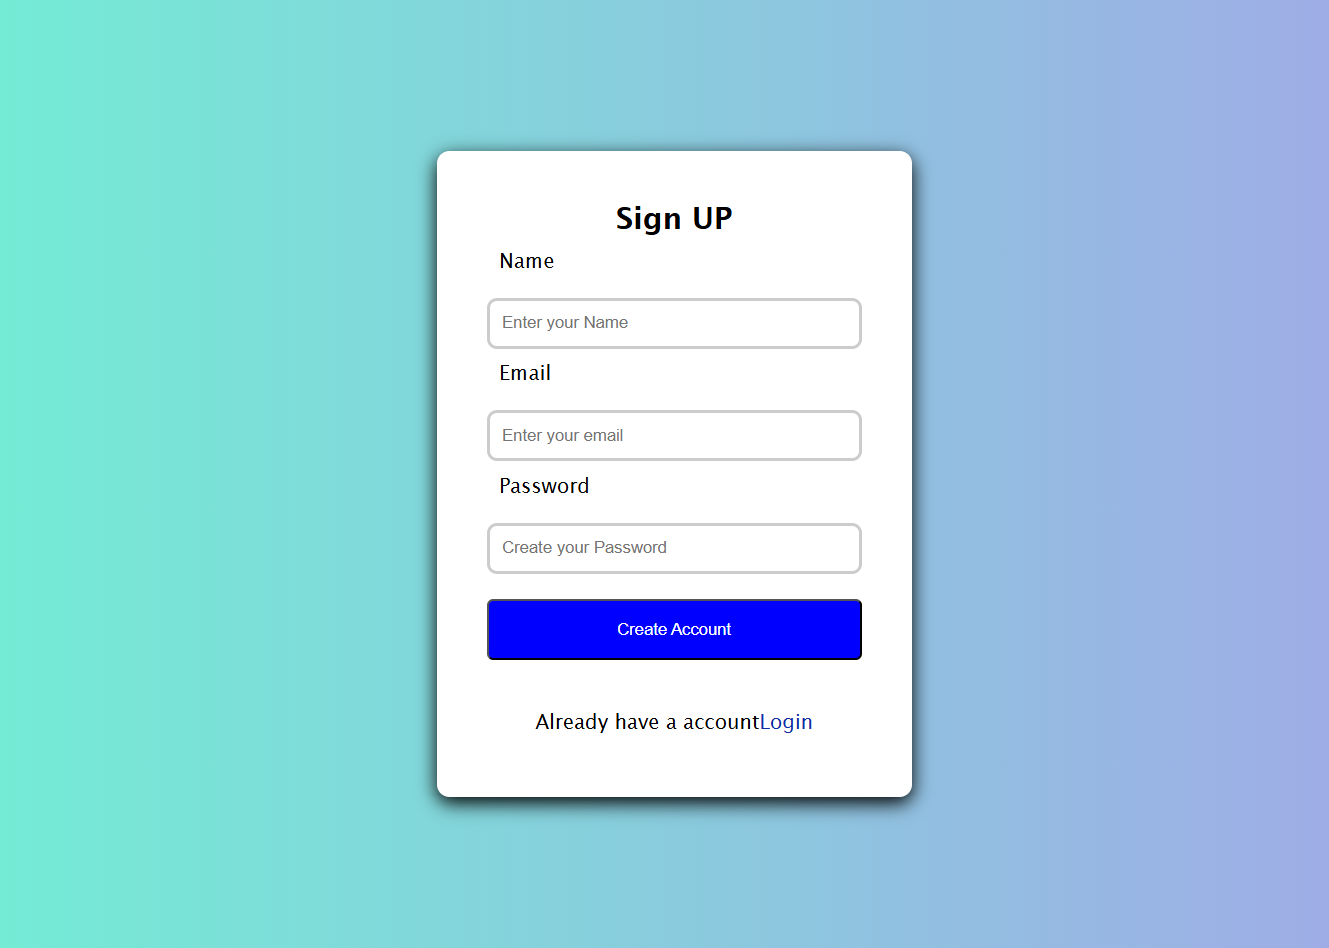 Sign UP
Name
Enter your Name
Email
Enter your email
Password
Create your Password
Create Account
Already have a accountLogin